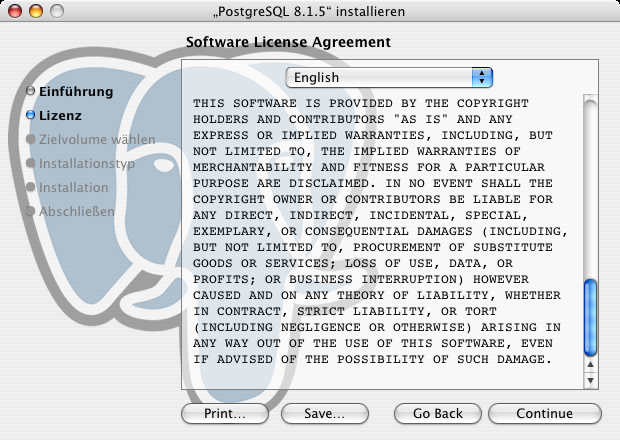 „PostgreSQL 8.1.5“ installieren
Software License Agreement
English
Einführung
Lizenz
Zielvolume wählen
Installationstyp
Installation
Abschließen
THIS SOFTWARE IS PROVIDED BY THE COPYRIGHT
HOLDERS AND CONTRIBUTORS "AS IS" AND ANY
EXPRESS OR IMPLIED WARRANTIES, INCLUDING, BUT
NOT LIMITED TO, THE IMPLIED WARRANTIES OF
MERCHANTABILITY AND FITNESS FOR A PARTICULAR
PURPOSE ARE DISCLAIMED. IN NO EVENT SHALL THE
COPYRIGHT OWNER OR CONTRIBUTORS BE LIABLE FOR
ANY DIRECT, INDIRECT, INCIDENTAL, SPECIAL,
EXEMPLARY, OR CONSEQUENTIAL DAMAGES (INCLUDING,
BUT NOT LIMITED TO, PROCUREMENT OF SUBSTITUTE
GOODS OR SERVICES; LOSS OF USE, DATA, OR
PROFITS; OR BUSINESS INTERRUPTION) HOWEVER
CAUSED AND ON ANY THEORY OF LIABILITY, WHETHER
IN CONTRACT, STRICT LIABILITY, OR TORT
(INCLUDING NEGLIGENCE OR OTHERWISE) ARISING IN
ANY WAY OUT OF THE USE OF THIS SOFTWARE, EVEN
IF ADVISED OF THE POSSIBILITY OF SUCH DAMAGE.
Print...
Save...
Go Back
Continue